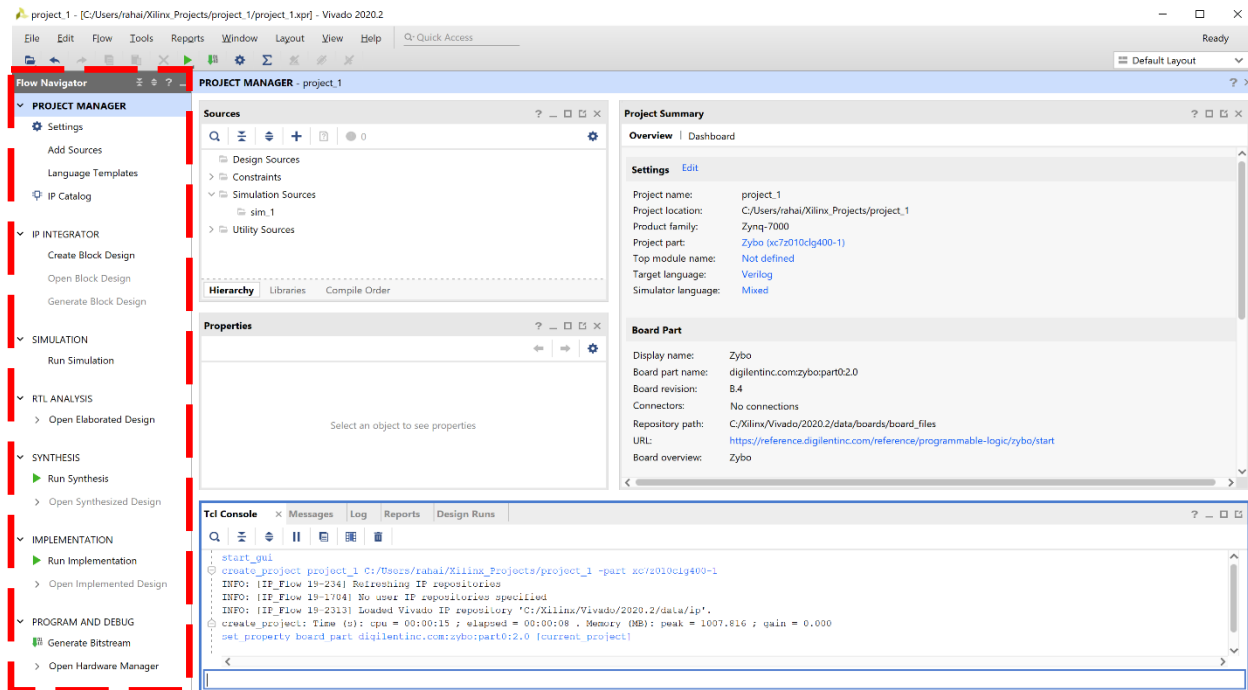 project_1 - [C:/Users/rahai/Xilinx_Projects/project_1/project_1.xpr] - Vivado 2020.2
File Edit Flow Tools Reports Window Layout View Help Quick Access Ready
Default Layout
Flow Navigator
PROJECT MANAGER
Settings
Add Sources
Language Templates
IP Catalog
IP INTEGRATOR
Create Block Design
Open Block Design
Generate Block Design
SIMULATION
Run Simulation
RTL ANALYSIS
Open Elaborated Design
SYNTHESIS
Run Synthesis
Open Synthesized Design
IMPLEMENTATION
Run Implementation
Open Implemented Design
PROGRAM AND DEBUG
Generate Bitstream
Open Hardware Manager
PROJECT MANAGER - project_1
Sources
0
Design Sources
Constraints
Simulation Sources
sim_1
Utility Sources
Hierarchy Libraries Compile Order
Properties
Select an object to see properties
Project Summary
Overview | Dashboard
Settings Edit
Project name: project_1
Project location: C:/Users/rahai/Xilinx_Projects/project_1
Product family: Zynq-7000
Project part: Zybo (xc7z010clg400-1)
Top module name: Not defined
Target language: Verilog
Simulator language: Mixed
Board Part
Display name: Zybo
Board part name: digilentinc.com:zybo:part0:2.0
Board revision: B.4
Connectors: No connections
Repository path: C:/Xilinx/Vivado/2020.2/data/boards/board_files
URL: https://reference.digilentinc.com/reference/programmable-logic/zybo/start
Board overview: Zybo
Tcl Console Messages Log Reports Design Runs
start_gui
create_project project_1 C:/Users/rahai/Xilinx_Projects/project_1 -part xc7z010clg400-1
INFO: [IP_Flow 19-234] Refreshing IP repositories
INFO: [IP_Flow 19-1704] No user IP repositories specified
INFO: [IP_Flow 19-2313] Loaded Vivado IP repository 'C:/Xilinx/Vivado/2020.2/data/ip'.
create_project: Time (s): cpu = 00:00:15 ; elapsed = 00:00:08 . Memory (MB): peak = 1007.816 ; gain = 0.000
set_property board_part digilentinc.com:zybo:part0:2.0 [current_project]